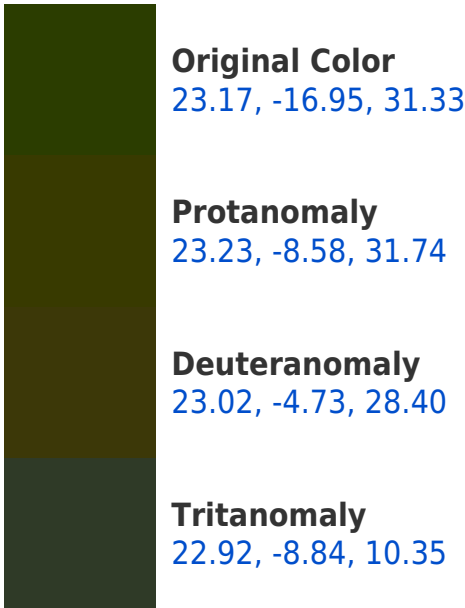 Original Color
23.17, -16.95, 31.33
Protanomaly
23.23, -8.58, 31.74
Deuteranomaly
23.02, -4.73, 28.40
Tritanomaly
22.92, -8.84, 10.35